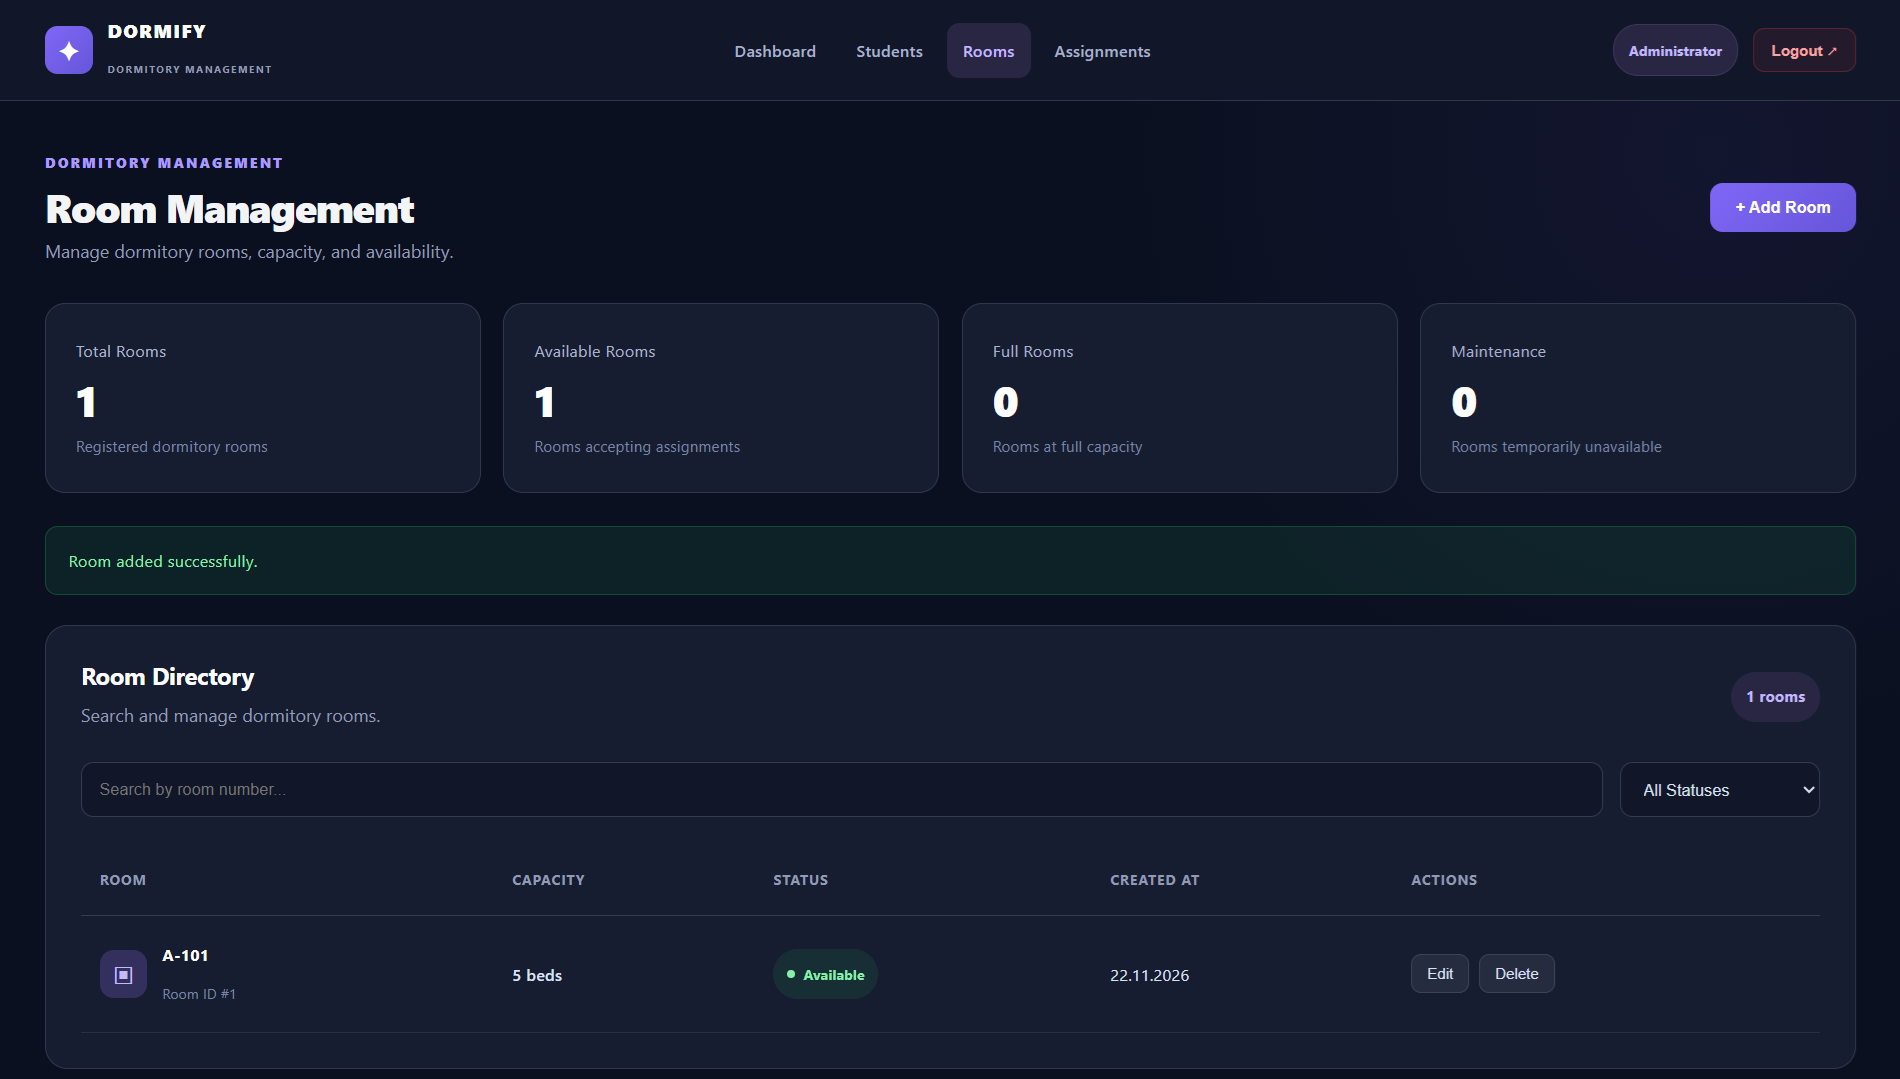 DORMIFY
DORMITORY MANAGEMENT
Dashboard
Students
Rooms
Assignments
Administrator
Logout ↗
DORMITORY MANAGEMENT
Room Management
Manage dormitory rooms, capacity, and availability.
+ Add Room
Total Rooms
1
Registered dormitory rooms
Available Rooms
1
Rooms accepting assignments
Full Rooms
0
Rooms at full capacity
Maintenance
0
Rooms temporarily unavailable
Room added successfully.
Room Directory
Search and manage dormitory rooms.
1 rooms
Search by room number...
All Statuses
ROOM CAPACITY STATUS CREATED AT ACTIONS
A-101
Room ID #1
5 beds
Available
22.11.2026
Edit
Delete